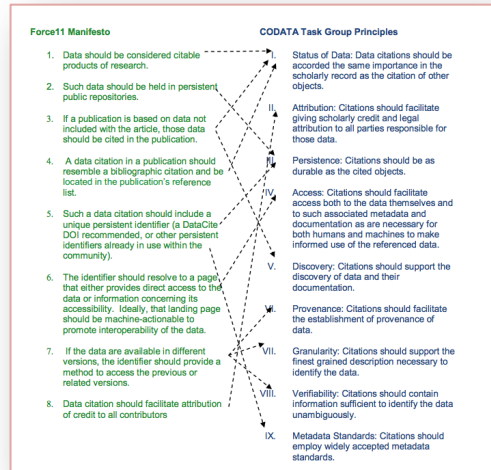 Force11 Manifesto
1. Data should be considered citable
products of research.
2. Such data should be held in persistent
public repositories.
3. If a publication is based on data not
included with the article, those data
should be cited in the publication.
4. A data citation in a publication should
resemble a bibliographic citation and be
located in the publication's reference
list.
5. Such a data citation should include a
unique persistent identifier (a DataCite
DOI recommended, or other persistent
identifiers already in use within the
community).
6. The identifier should resolve to a page
that either provides direct access to the
data or information concerning its
accessibility. Ideally, that landing page
should be machine-actionable to
promote interoperability of the data.
7. If the data are available in different
versions, the identifier should provide a
method to access the previous or
related versions.
8. Data citation should facilitate attribution
of credit to all contributors
CODATA Task Group Principles
I. Status of Data: Data citations should be
accorded the same importance in the
scholarly record as the citation of other
objects.
II. Attribution: Citations should facilitate
giving scholarly credit and legal
attribution to all parties responsible for
those data.
III. Persistence: Citations should be as
durable as the cited objects.
IV. Access: Citations should facilitate
access both to the data themselves and
to such associated metadata and
documentation as are necessary for
both humans and machines to make
informed use of the referenced data.
V. Discovery: Citations should support the
discovery of data and their
documentation.
VI. Provenance: Citations should facilitate
the establishment of provenance of
data.
VII. Granularity: Citations should support the
finest grained description necessary to
identify the data.
VIII. Verifiability: Citations should contain
information sufficient to identify the data
unambiguously.
IX. Metadata Standards: Citations should
employ widely accepted metadata
standards.